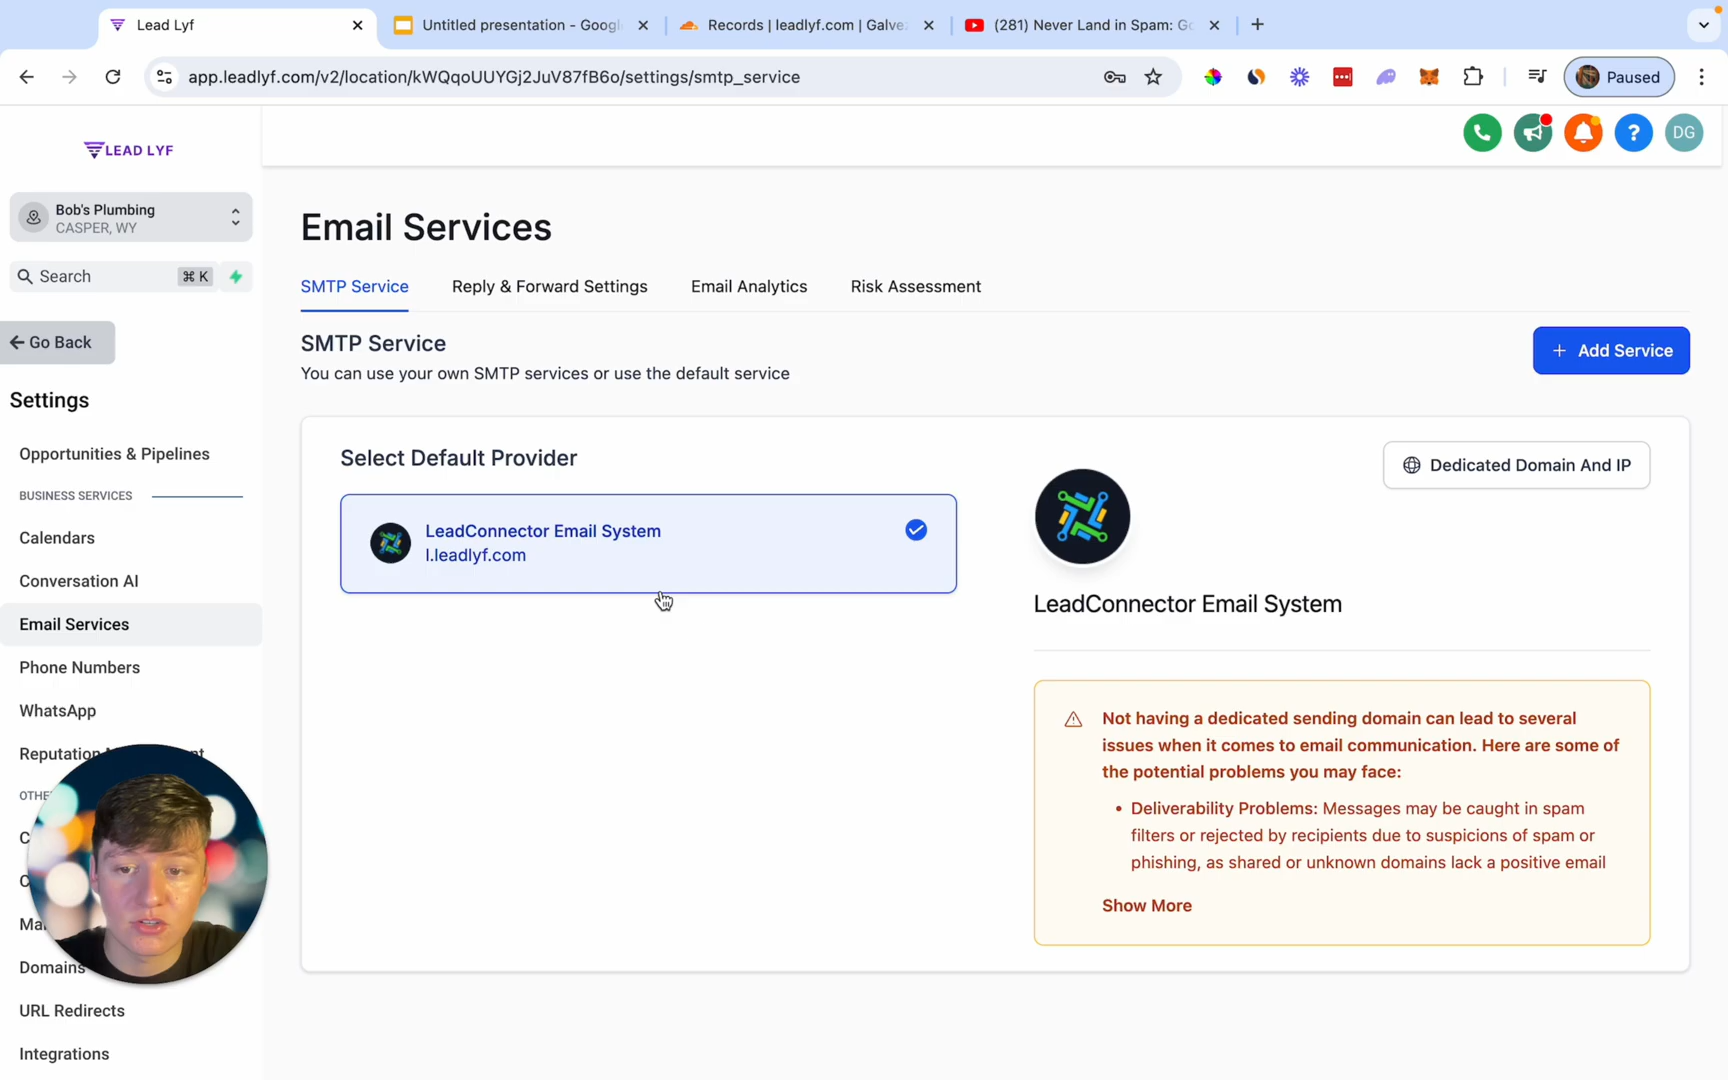 Lead Lyf
Untitled presentation - Google
Records | leadlyf.com | Galve
(281) Never Land in Spam: Go
app.leadlyf.com/v2/location/kWQqoUUYGj2JuV87fB6o/settings/smtp_service
Paused
LEAD LYF
DG
Bob's Plumbing
CASPER, WY
Search
⌘ K
Go Back
Settings
Opportunities & Pipelines
BUSINESS SERVICES
Calendars
Conversation AI
Email Services
Phone Numbers
WhatsApp
Reputation
Domains
URL Redirects
Integrations
Email Services
SMTP Service
Reply & Forward Settings
Email Analytics
Risk Assessment
SMTP Service
You can use your own SMTP services or use the default service
+ Add Service
Select Default Provider
LeadConnector Email System
l.leadlyf.com
Dedicated Domain And IP
LeadConnector Email System
Not having a dedicated sending domain can lead to several
issues when it comes to email communication. Here are some of
the potential problems you may face:
• Deliverability Problems: Messages may be caught in spam
filters or rejected by recipients due to suspicions of spam or
phishing, as shared or unknown domains lack a positive email
Show More